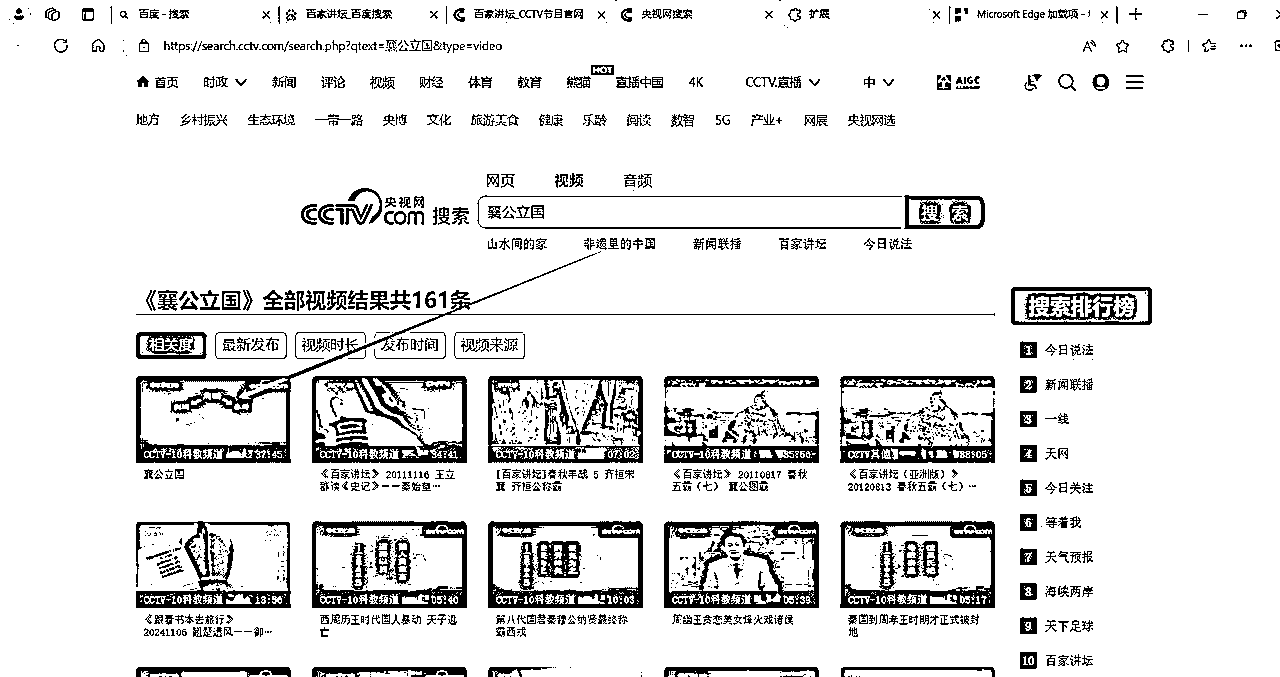 百度 - 搜索
百家讲坛_百度搜索
百家讲坛_CCTV节目官网
央视网搜索
扩展
Microsoft Edge 加载项 -
https://search.cctv.com/search.php?qtext=襄公立国&type=video
首页 时政 新闻 评论 视频 财经 体育 教育 熊猫 HOT 直播中国 4K CCTV.直播 中 AIGC
地方 乡村振兴 生态环境 一带一路 央博 文化 旅游美食 健康 乐龄 阅读 数智 5G 产业+ 网展 央视网选
网页 视频 音频
CCTV.com 央视网 搜索
襄公立国
搜索
山水间的家 非遗里的中国 新闻联播 百家讲坛 今日说法
《襄公立国》全部视频结果共161条
相关度 最新发布 视频时长 发布时间 视频来源
CCTV-10科教频道 37:45
襄公立国
CCTV-10科教频道 34:41
《百家讲坛》 20111116 王立
群读《史记》——秦始皇…
CCTV-10科教频道 07:02
[百家讲坛]春秋手战 5 齐桓宋
襄 齐桓公称霸
CCTV-10科教频道
《百家讲坛》 20110817 春秋
五霸（七） 襄公图霸
CCTV其他
《百家讲坛（亚洲版）》
20120813 春秋五霸（七）…
CCTV-10科教频道 13:56
《跟着书本去旅行》
20241105
CCTV-10科教频道 05:40
西周历王时代国人暴动 天子逃
亡
CCTV-10科教频道 10:03
第八代国君秦穆公纳贤最终称
霸西戎
CCTV-10科教频道 05:35
周幽王贪恋美女烽火戏诸侯
CCTV-10科教频道 05:17
秦国到周孝王时期才正式被封
地
搜索排行榜
1 今日说法
2 新闻联播
3 一线
4 天网
5 今日关注
6 等着我
7 天气预报
8 海峡两岸
9 天下足球
10 百家讲坛